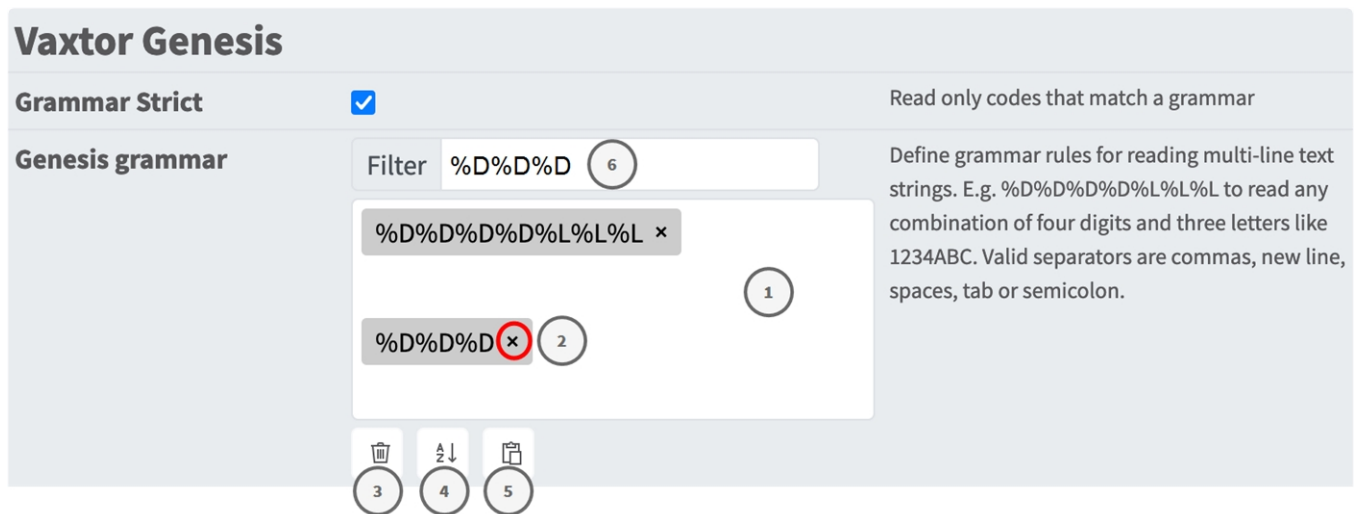 Vaxtor Genesis
Grammar Strict
Read only codes that match a grammar
Genesis grammar
Filter %D%D%D 6
Define grammar rules for reading multi-line text
strings. E.g. %D%D%D%D%L%L%L to read any
combination of four digits and three letters like
1234ABC. Valid separators are commas, new line,
spaces, tab or semicolon.
%D%D%D%D%L%L%L ×
1
%D%D%D × 2
A
Z
3 4 5